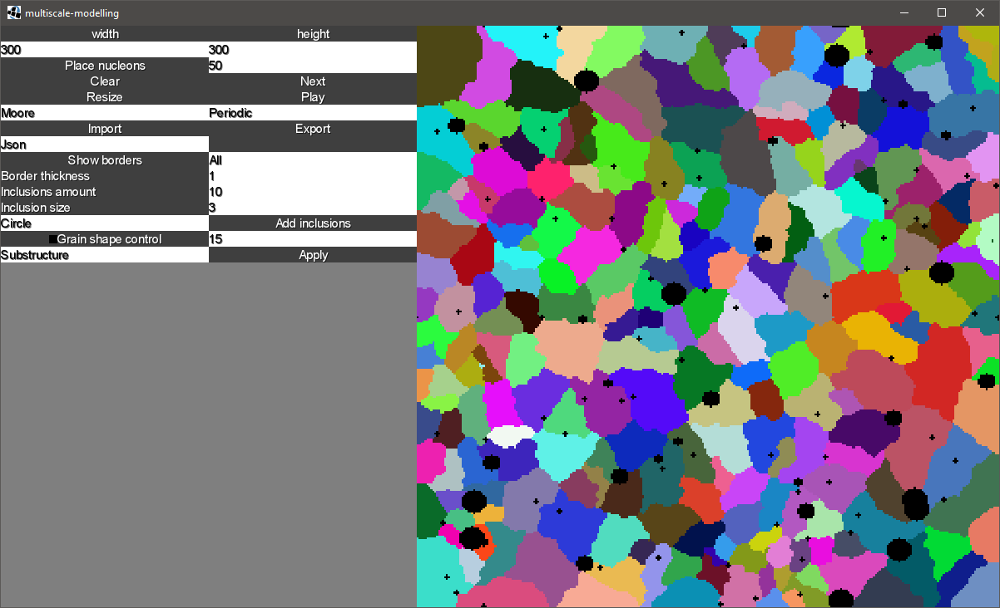 multiscale-modelling
width height
300 300
Place nucleons 50
Clear Next
Resize Play
Moore Periodic
Import Export
Json
Show borders All
Border thickness 1
Inclusions amount 10
Inclusion size 3
Circle Add inclusions
Grain shape control 15
Substructure Apply